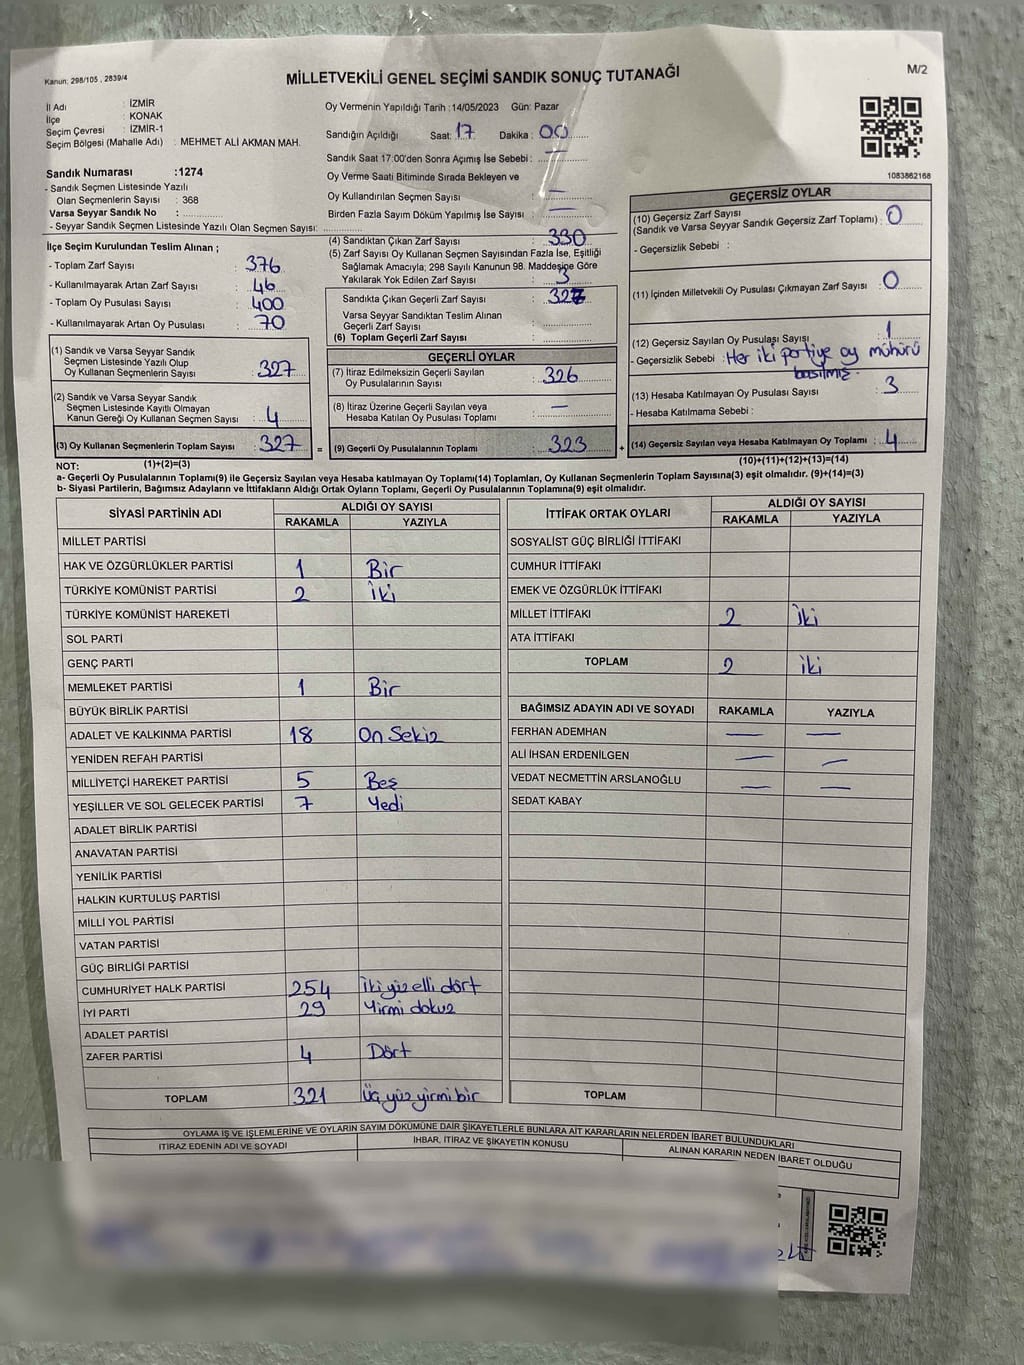 Kanun: 298/105 , 2839/4
MİLLETVEKİLİ GENEL SEÇİMİ SANDIK SONUÇ TUTANAĞI
M/2
İl Adı : İZMİR
İlçe : KONAK
Seçim Çevresi : İZMİR-1
Seçim Bölgesi (Mahalle Adı) : MEHMET ALİ AKMAN MAH.
Sandık Numarası :1274
- Sandık Seçmen Listesinde Yazılı
Olan Seçmenlerin Sayısı : 368
Varsa Seyyar Sandık No :
- Seyyar Sandık Seçmen Listesinde Yazılı Olan Seçmen Sayısı:
İlçe Seçim Kurulundan Teslim Alınan ;
- Toplam Zarf Sayısı : 376
- Kullanılmayarak Artan Zarf Sayısı : 46
- Toplam Oy Pusulası Sayısı : 400
- Kullanılmayarak Artan Oy Pusulası : 70
(1) Sandık ve Varsa Seyyar Sandık
Seçmen Listesinde Yazılı Olup
Oy Kullanan Seçmenlerin Sayısı : 327
(2) Sandık ve Varsa Seyyar Sandık
Seçmen Listesinde Kayıtlı Olmayan
Kanun Gereği Oy Kullanan Seçmen Sayısı : 4
(3) Oy Kullanan Seçmenlerin Toplam Sayısı : 327 =
Oy Vermenin Yapıldığı Tarih :14/05/2023 Gün: Pazar
Sandığın Açıldığı Saat: 17 Dakika : 00
Sandık Saat 17:00'den Sonra Açımış İse Sebebi : —
Oy Verme Saati Bitiminde Sırada Bekleyen ve
Oy Kullandırılan Seçmen Sayısı : —
Birden Fazla Sayım Döküm Yapılmış İse Sayısı : —
(4) Sandıktan Çıkan Zarf Sayısı : 330
(5) Zarf Sayısı Oy Kullanan Seçmen Sayısından Fazla İse, Eşitliği
Sağlamak Amacıyla; 298 Sayılı Kanunun 98. Maddesine Göre
Yakılarak Yok Edilen Zarf Sayısı : 3
Sandıkta Çıkan Geçerli Zarf Sayısı : 327
Varsa Seyyar Sandıktan Teslim Alınan
Geçerli Zarf Sayısı :
(6) Toplam Geçerli Zarf Sayısı :
GEÇERLİ OYLAR
(7) İtiraz Edilmeksizin Geçerli Sayılan
Oy Pusulalarının Sayısı : 326
(8) İtiraz Üzerine Geçerli Sayılan veya
Hesaba Katılan Oy Pusulası Toplamı : —
(9) Geçerli Oy Pusulalarının Toplamı : 323 +
1083862168
GEÇERSİZ OYLAR
(10) Geçersiz Zarf Sayısı
(Sandık ve Varsa Seyyar Sandık Geçersiz Zarf Toplamı) : 0
- Geçersizlik Sebebi :
(11) İçinden Milletvekili Oy Pusulası Çıkmayan Zarf Sayısı : 0
(12) Geçersiz Sayılan Oy Pusulası Sayısı : 1
- Geçersizlik Sebebi : Her iki partiye oy mühürü
basılmış.
(13) Hesaba Katılmayan Oy Pusulası Sayısı : 3
- Hesaba Katılmama Sebebi :
(14) Geçersiz Sayılan veya Hesaba Katılmayan Oy Toplamı : 4
NOT: (1)+(2)=(3) (10)+(11)+(12)+(13)=(14)
a- Geçerli Oy Pusulalarının Toplamı(9) ile Geçersiz Sayılan veya Hesaba katılmayan Oy Toplamı(14) Toplamları, Oy Kullanan Seçmenlerin Toplam Sayısına(3) eşit olmalıdır. (9)+(14)=(3)
b- Siyasi Partilerin, Bağımsız Adayların ve İttifakların Aldığı Ortak Oyların Toplamı, Geçerli Oy Pusulalarının Toplamına(9) eşit olmalıdır.
SİYASİ PARTİNİN ADI ALDIĞI OY SAYISI
RAKAMLA YAZIYLA
MİLLET PARTİSİ
HAK VE ÖZGÜRLÜKLER PARTİSİ 1 Bir
TÜRKİYE KOMÜNİST PARTİSİ 2 İki
TÜRKİYE KOMÜNİST HAREKETİ
SOL PARTİ
GENÇ PARTİ
MEMLEKET PARTİSİ 1 Bir
BÜYÜK BİRLİK PARTİSİ
ADALET VE KALKINMA PARTİSİ 18 On Sekiz
YENİDEN REFAH PARTİSİ
MİLLİYETÇİ HAREKET PARTİSİ 5 Beş
YEŞİLLER VE SOL GELECEK PARTİSİ 7 Yedi
ADALET BİRLİK PARTİSİ
ANAVATAN PARTİSİ
YENİLİK PARTİSİ
HALKIN KURTULUŞ PARTİSİ
MİLLİ YOL PARTİSİ
VATAN PARTİSİ
GÜÇ BİRLİĞİ PARTİSİ
CUMHURİYET HALK PARTİSİ 254 İki yüz elli dört
İYİ PARTİ 29 Yirmi dokuz
ADALET PARTİSİ
ZAFER PARTİSİ 4 Dört
TOPLAM 321 Üç yüz yirmi bir
İTTİFAK ORTAK OYLARI ALDIĞI OY SAYISI
RAKAMLA YAZIYLA
SOSYALİST GÜÇ BİRLİĞİ İTTİFAKI
CUMHUR İTTİFAKI
EMEK VE ÖZGÜRLÜK İTTİFAKI
MİLLET İTTİFAKI 2 İki
ATA İTTİFAKI
TOPLAM 2 iki
BAĞIMSIZ ADAYIN ADI VE SOYADI RAKAMLA YAZIYLA
FERHAN ADEMHAN — —
ALİ İHSAN ERDENİLGEN — —
VEDAT NECMETTİN ARSLANOĞLU — —
SEDAT KABAY
TOPLAM
OYLAMA İŞ VE İŞLEMLERİNE VE OYLARIN SAYIM DÖKÜMÜNE DAİR ŞİKAYETLERLE BUNLARA AİT KARARLARIN NELERDEN İBARET BULUNDUKLARI
İTİRAZ EDENİN ADI VE SOYADI İHBAR, İTİRAZ VE ŞİKAYETİN KONUSU ALINAN KARARIN NEDEN İBARET OLDUĞU